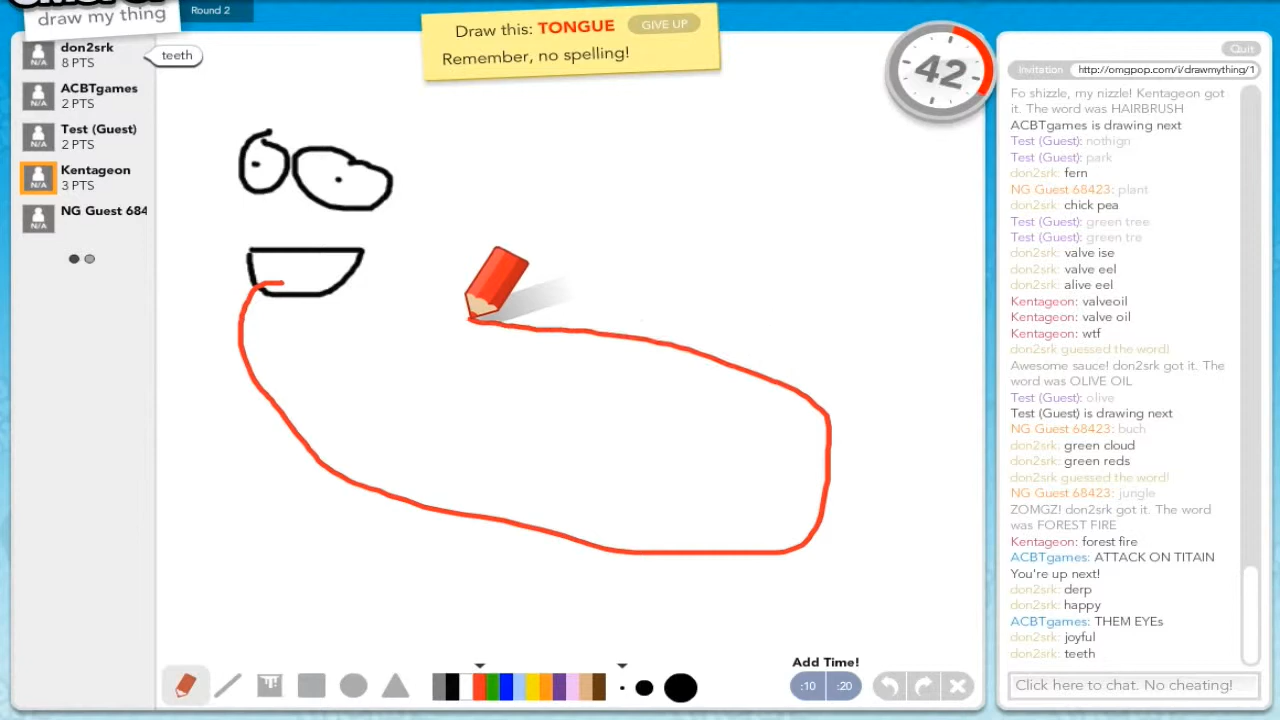 draw my thing
Round 2
Draw this: TONGUE
GIVE UP
Remember, no spelling!
42
don2srk
8 PTS
teeth
ACBTgames
2 PTS
Test (Guest)
2 PTS
Kentageon
3 PTS
NG Guest 684
N/A
N/A
N/A
N/A
N/A
Quit
Invitation
http://omgpop.com/i/drawmything/1
Fo shizzle, my nizzle! Kentageon got
it. The word was HAIRBRUSH
ACBTgames is drawing next
Test (Guest): nothign
Test (Guest): park
don2srk: fern
NG Guest 68423: plant
don2srk: chick pea
Test (Guest): green tree
Test (Guest): green tre
don2srk: valve ise
don2srk: valve eel
don2srk: alive eel
Kentageon: valveoil
Kentageon: valve oil
Kentageon: wtf
don2srk guessed the word!
Awesome sauce! don2srk got it. The
word was OLIVE OIL
Test (Guest): olive
Test (Guest) is drawing next
NG Guest 68423: buch
don2srk: green cloud
don2srk: green reds
don2srk guessed the word!
NG Guest 68423: jungle
ZOMGZ! don2srk got it. The word
was FOREST FIRE
Kentageon: forest fire
ACBTgames: ATTACK ON TITAIN
You're up next!
don2srk: derp
don2srk: happy
ACBTgames: THEM EYEs
don2srk: joyful
don2srk: teeth
Click here to chat. No cheating!
Add Time!
:10
:20